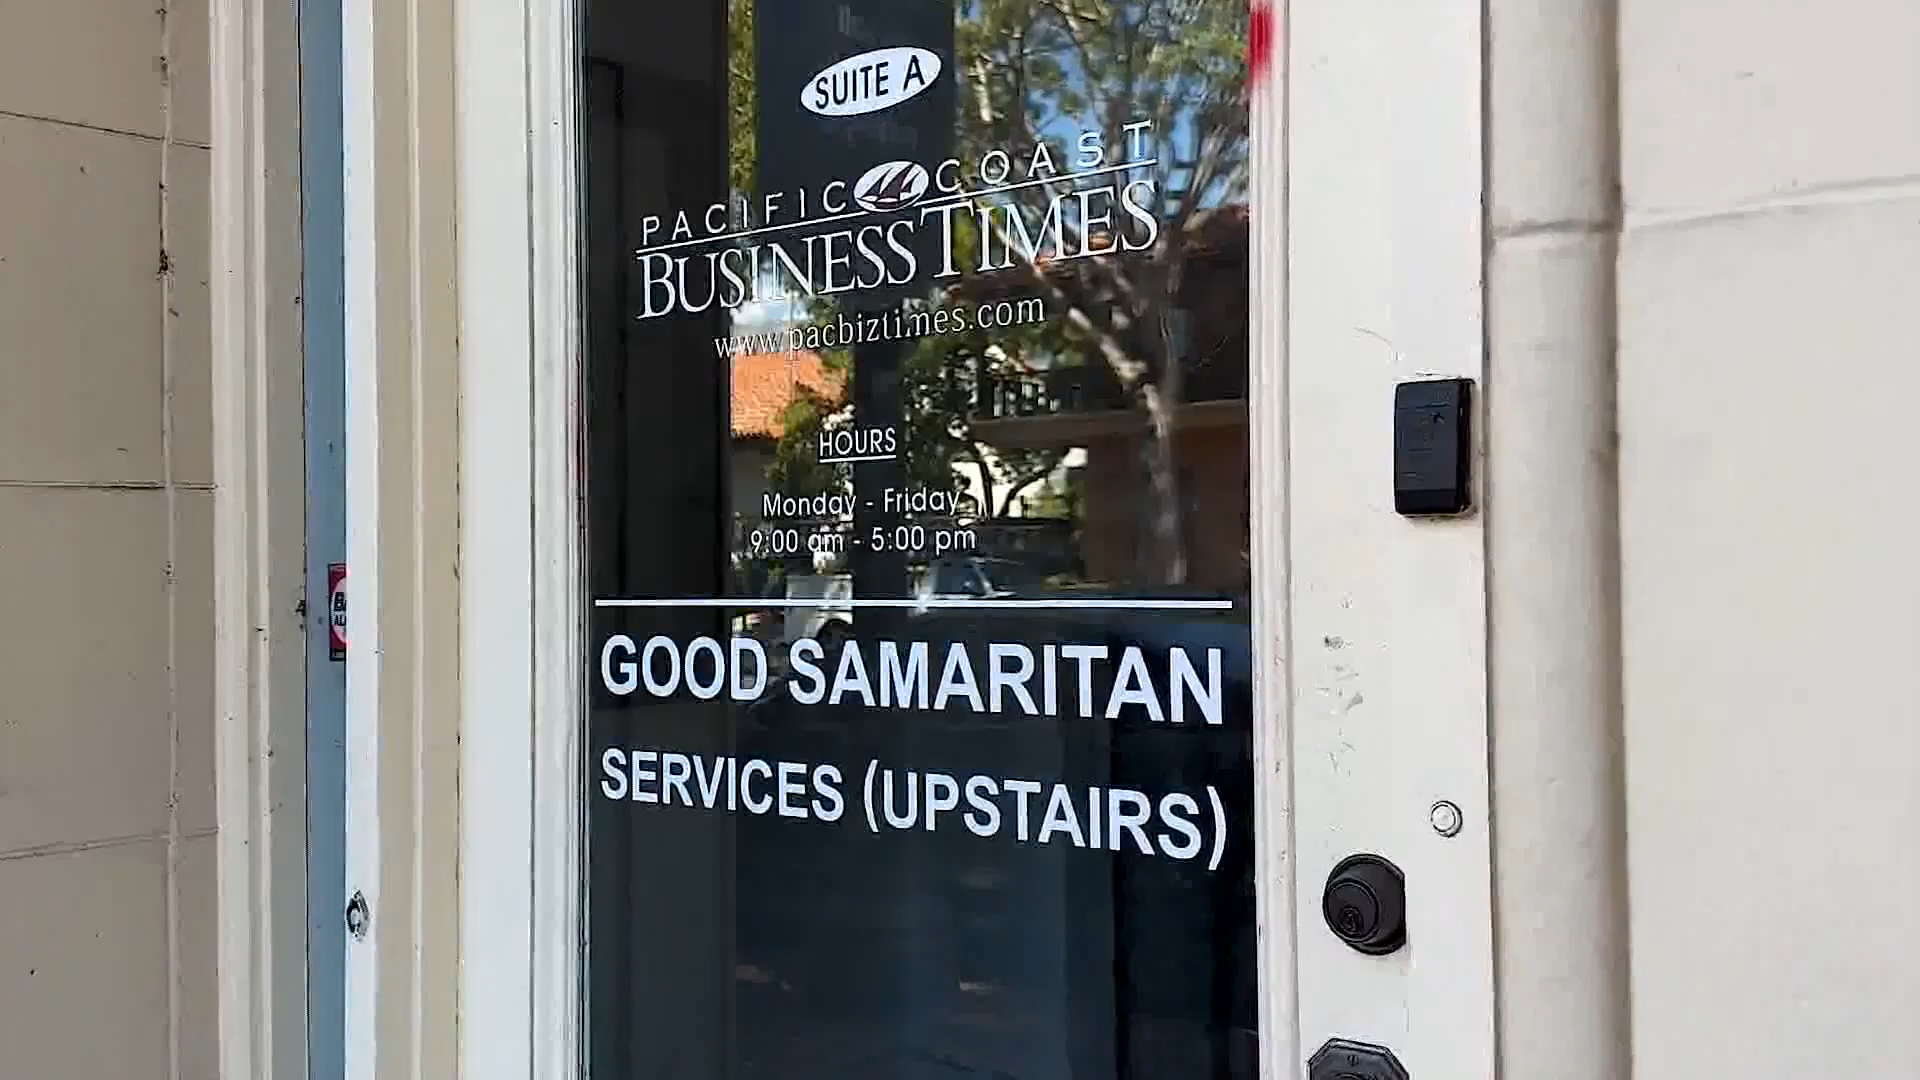 SUITE A
PACIFIC COAST
BUSINESS TIMES
www.pacbiztimes.com
HOURS
Monday - Friday
9:00 am - 5:00 pm
GOOD SAMARITAN
SERVICES (UPSTAIRS)